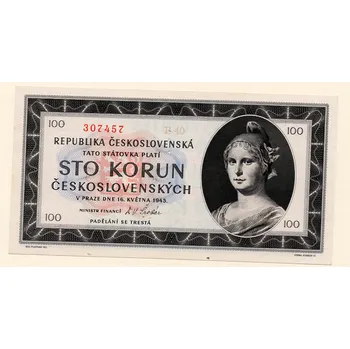 100 307457 100
REPUBLIKA ČESKOSLOVENSKÁ
TATO STÁTOVKA PLATÍ
STO KORUN
ČESKOSLOVENSKÝCH
V PRAZE DNE 16. KVĚTNA 1945.
MINISTR FINANCÍ
PADĚLÁNÍ SE TRESTÁ
100 100